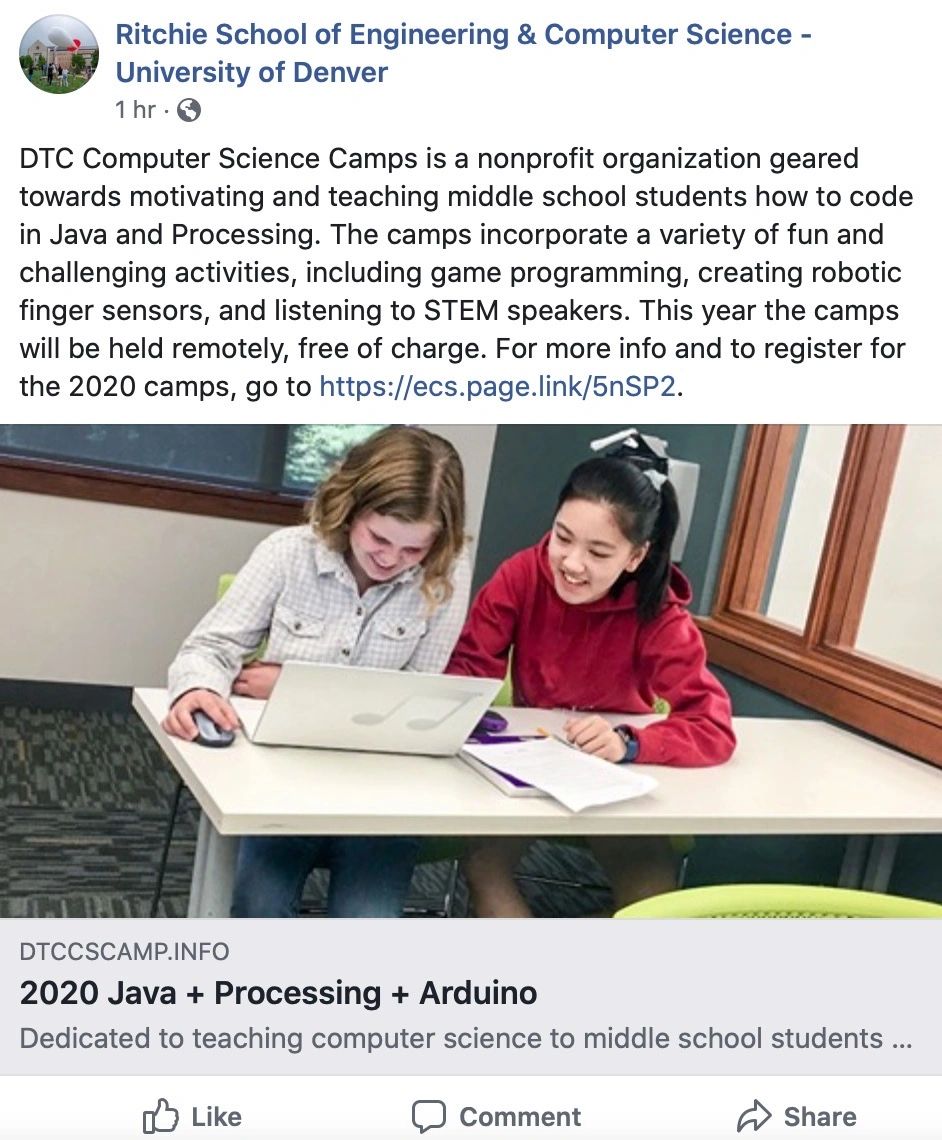 Ritchie School of Engineering & Computer Science -
University of Denver
1 hr ·
DTC Computer Science Camps is a nonprofit organization geared
towards motivating and teaching middle school students how to code
in Java and Processing. The camps incorporate a variety of fun and
challenging activities, including game programming, creating robotic
finger sensors, and listening to STEM speakers. This year the camps
will be held remotely, free of charge. For more info and to register for
the 2020 camps, go to https://ecs.page.link/5nSP2.
DTCCSCAMP.INFO
2020 Java + Processing + Arduino
Dedicated to teaching computer science to middle school students ...
Like Comment Share